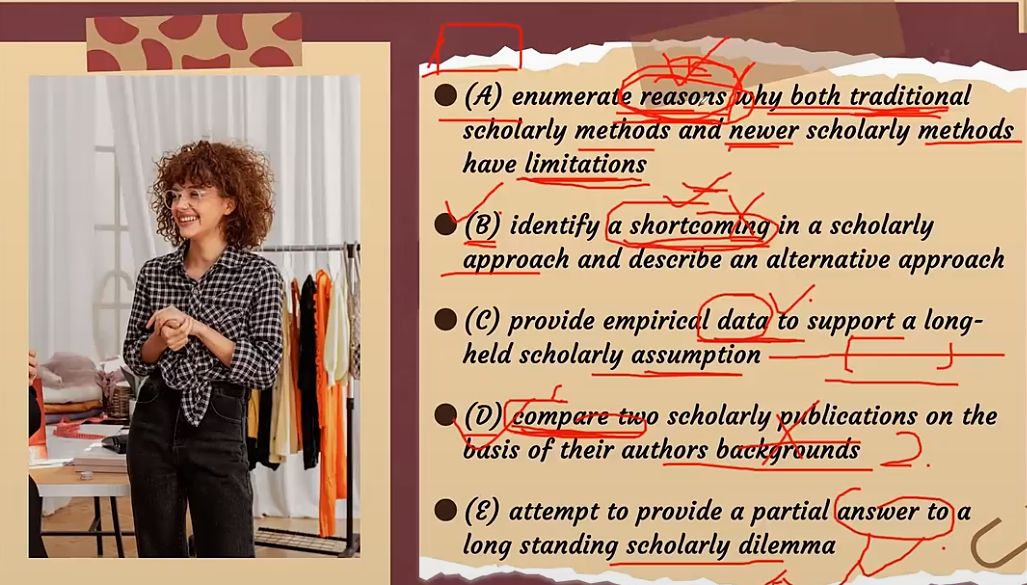 (A) enumerate reasons why both traditional
scholarly methods and newer scholarly methods
have limitations
(B) identify a shortcoming in a scholarly
approach and describe an alternative approach
(C) provide empirical data to support a long-
held scholarly assumption
(D) compare two scholarly publications on the
basis of their authors backgrounds
2.
(E) attempt to provide a partial answer to a
long standing scholarly dilemma